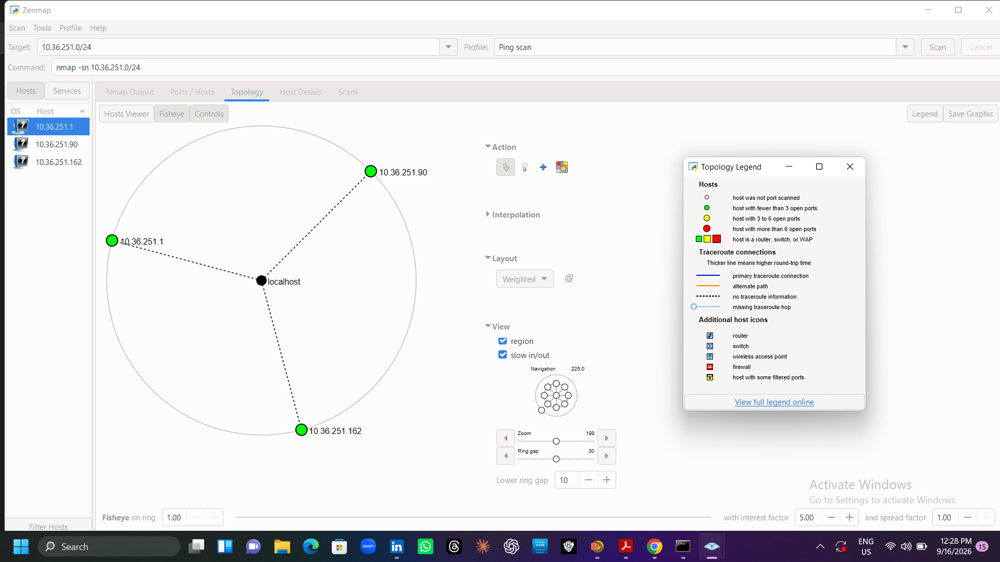 Zenmap
Scan Tools Profile Help
Target: 10.36.251.0/24 Profile: Ping scan Scan Cancel
Command: nmap -sn 10.36.251.0/24
Hosts Services
Nmap Output Ports / Hosts Topology Host Details Scans
OS Host
10.36.251.1
10.36.251.90
10.36.251.162
Hosts Viewer Fisheye Controls Legend Save Graphic
10.36.251.90
10.36.251.1
localhost
10.36.251.162
Action
Interpolation
Layout
Weighted
View
region
slow in/out
Navigation 225.0
Zoom 198
Ring gap 30
Lower ring gap 10
Topology Legend
Hosts
host was not port scanned
host with fewer than 3 open ports
host with 3 to 6 open ports
host with more than 6 open ports
host is a router, switch, or WAP
Traceroute connections
Thicker line means higher round-trip time
primary traceroute connection
alternate path
no traceroute information
missing traceroute hop
Additional host icons
router
switch
wireless access point
firewall
host with some filtered ports
View full legend online
Activate Windows
Go to Settings to activate Windows.
Fisheye on ring 1.00 with interest factor 5.00 and spread factor 1.00
Filter Hosts
Search
zoom
in
CISCO
ENG
US
12:28 PM
9/16/2026
15